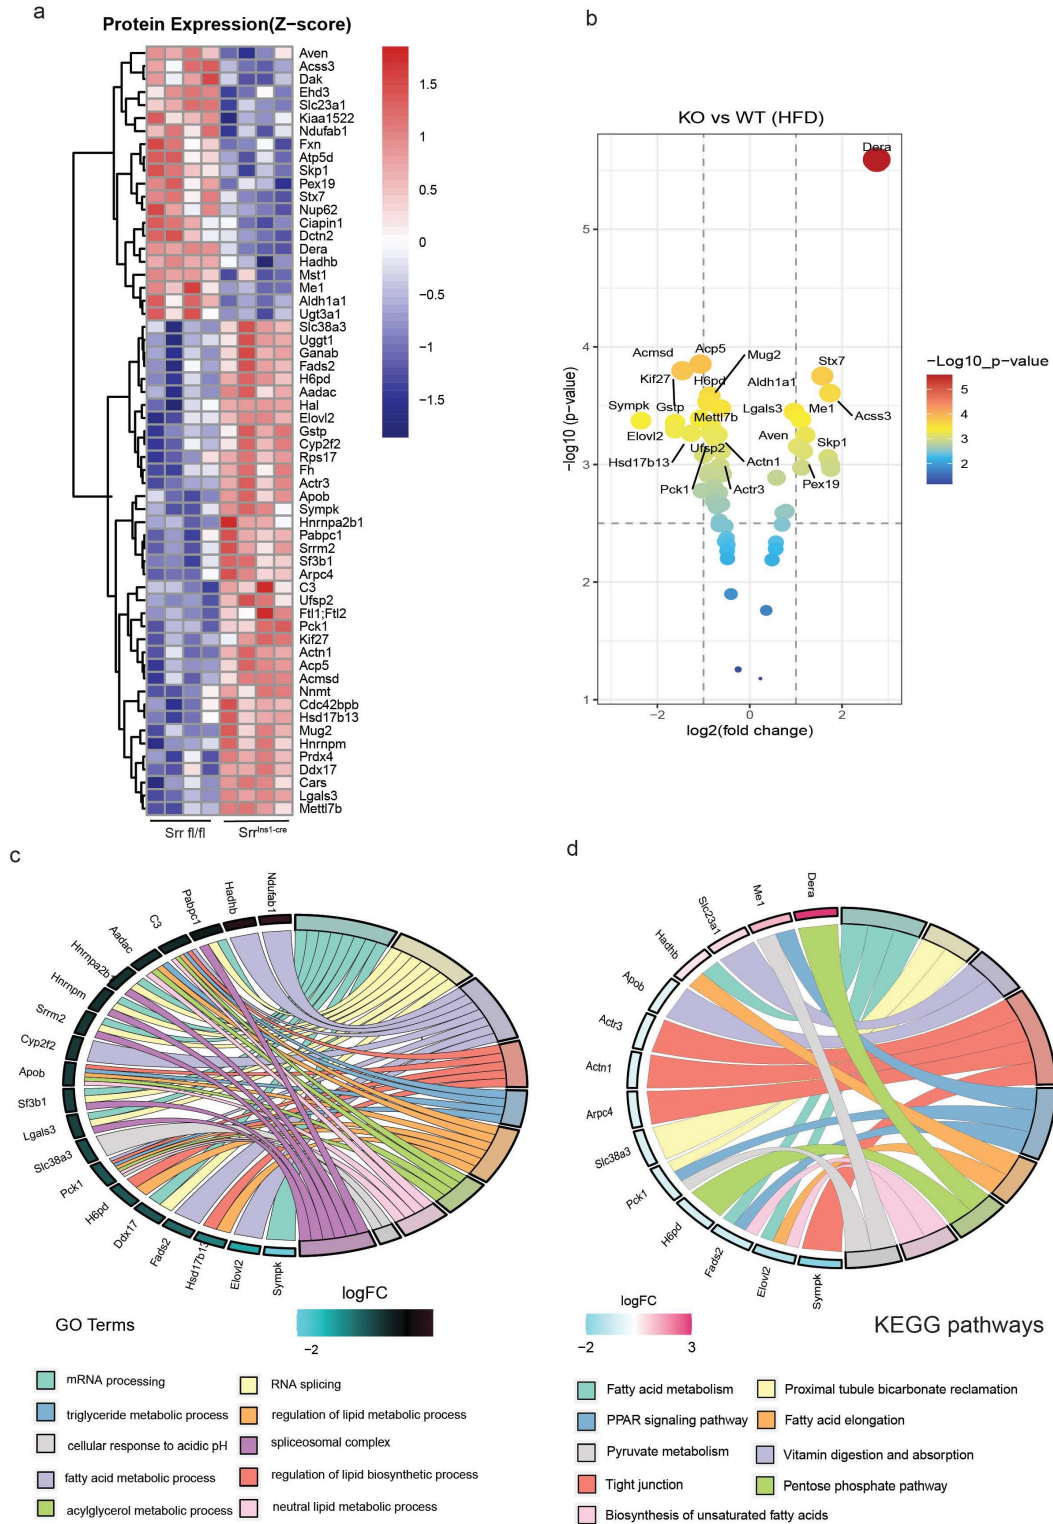 a
Protein Expression(Z−score)
Aven
Acss3
Dak
Ehd3
Slc23a1
Kiaa1522
Ndufab1
Fxn
Atp5d
Skp1
Pex19
Stx7
Nup62
Ciapin1
Dctn2
Dera
Hadhb
Mst1
Me1
Aldh1a1
Ugt3a1
Slc38a3
Uggt1
Ganab
Fads2
H6pd
Aadac
Hal
Elovl2
Gstp
Cyp2f2
Rps17
Fh
Actr3
Apob
Sympk
Hnrnpa2b1
Pabpc1
Srrm2
Sf3b1
Arpc4
C3
Ufsp2
Ftl1;Ftl2
Pck1
Kif27
Actn1
Acp5
Acmsd
Nnmt
Cdc42bpb
Hsd17b13
Mug2
Hnrnpm
Prdx4
Ddx17
Cars
Lgals3
Mettl7b
1.5
1
0.5
0
−0.5
−1
−1.5
Srr fl/fl
Srr Ins1-cre
b
KO vs WT (HFD)
Dera
Acmsd
Acp5
Mug2
Stx7
Kif27
H6pd
Aldh1a1
Sympk
Gstp
Mettl7b
Lgals3
Me1
Acss3
Elovl2
Aven
Skp1
Hsd17b13
Ufsp2
Actn1
Pck1
Actr3
Pex19
5
4
3
2
1
−log10 (p−value)
−2
0
2
log2(fold change)
−Log10_p−value
5
4
3
2
c
Ndufab1
Hadhb
Pabpc1
C3
Aadac
Hnrnpa2b1
Hnrnpm
Srrm2
Cyp2f2
Apob
Sf3b1
Lgals3
Slc38a3
Pck1
H6pd
Ddx17
Fads2
Hsd17b13
Elovl2
Sympk
logFC
−2
GO Terms
mRNA processing
RNA splicing
triglyceride metabolic process
regulation of lipid metabolic process
cellular response to acidic pH
spliceosomal complex
fatty acid metabolic process
regulation of lipid biosynthetic process
acylglycerol metabolic process
neutral lipid metabolic process
d
Dera
Me1
Slc23a1
Hadhb
Apob
Actr3
Actn1
Arpc4
Slc38a3
Pck1
H6pd
Fads2
Elovl2
Sympk
logFC
−2
3
KEGG pathways
Fatty acid metabolism
Proximal tubule bicarbonate reclamation
PPAR signaling pathway
Fatty acid elongation
Pyruvate metabolism
Vitamin digestion and absorption
Tight junction
Pentose phosphate pathway
Biosynthesis of unsaturated fatty acids